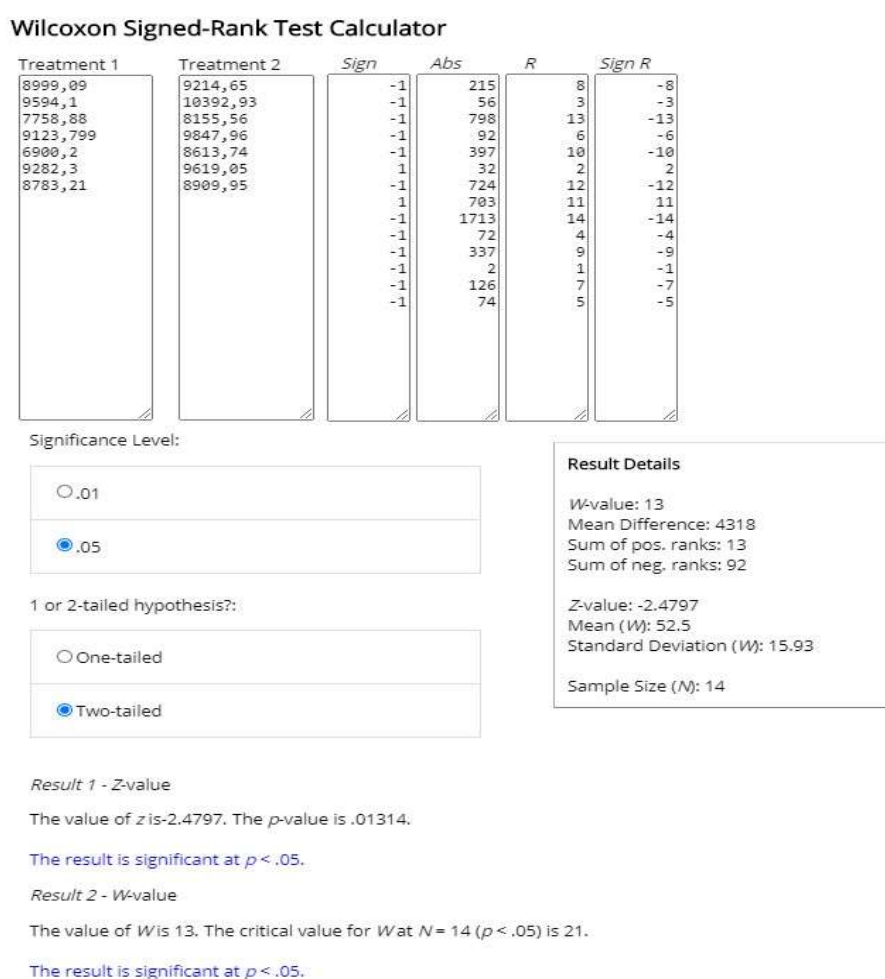 Wilcoxon Signed-Rank Test Calculator
Treatment 1 Treatment 2 Sign Abs R Sign R
8999,09 9214,65 -1 215 8 -8
9594,1 10392,93 -1 56 3 -3
7758,88 8155,56 -1 798 13 -13
9123,799 9847,96 -1 92 6 -6
6900,2 8613,74 -1 397 10 -10
9282,3 9619,05 1 32 2 2
8783,21 8909,95 -1 724 12 -12
1 703 11 11
-1 1713 14 -14
-1 72 4 -4
-1 337 9 -9
-1 2 1 -1
-1 126 7 -7
-1 74 5 -5
Significance Level:
.01
.05
1 or 2-tailed hypothesis?:
One-tailed
Two-tailed
Result Details
W-value: 13
Mean Difference: 4318
Sum of pos. ranks: 13
Sum of neg. ranks: 92
Z-value: -2.4797
Mean (W): 52.5
Standard Deviation (W): 15.93
Sample Size (N): 14
Result 1 - Z-value
The value of z is-2.4797. The p-value is .01314.
The result is significant at p < .05.
Result 2 - W-value
The value of W is 13. The critical value for W at N = 14 (p < .05) is 21.
The result is significant at p < .05.